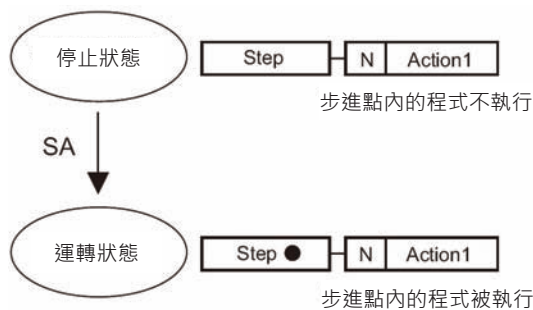 停止狀態 Step N Action1
步進點內的程式不執行
SA
運轉狀態 Step N Action1
步進點內的程式被執行